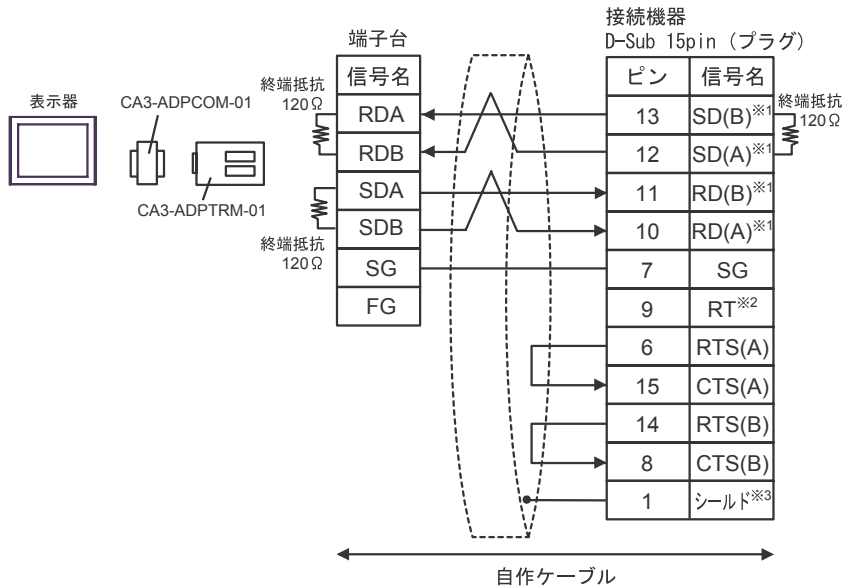 接続機器
D-Sub 15pin (プラグ)
端子台
信号名
RDA
RDB
SDA
SDB
SG
FG
終端抵抗
120Ω
終端抵抗
120Ω
表示器
CA3-ADPCOM-01
CA3-ADPTRM-01
ピン 信号名
13 SD(B)※1
12 SD(A)※1
11 RD(B)※1
10 RD(A)※1
7 SG
9 RT※2
6 RTS(A)
15 CTS(A)
14 RTS(B)
8 CTS(B)
1 シールド※3
終端抵抗
120Ω
自作ケーブル